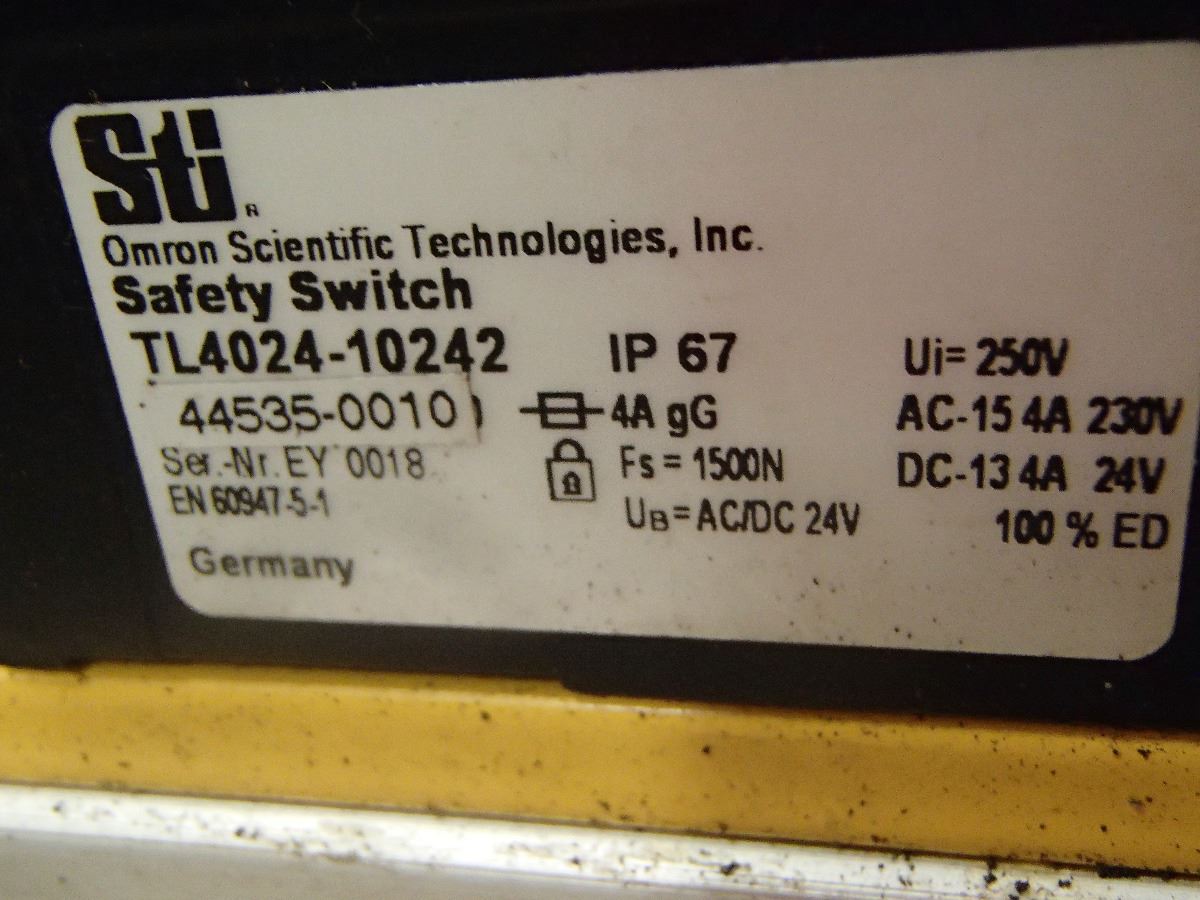 Sti ®
Omron Scientific Technologies, Inc.
Safety Switch
TL4024-10242 IP 67 Ui= 250V
44535-0010 4A gG AC-15 4A 230V
Ser.-Nr. EY 0018 Fs = 1500N DC-13 4A 24V
EN 60947-5-1 UB= AC/DC 24V 100 % ED
Germany